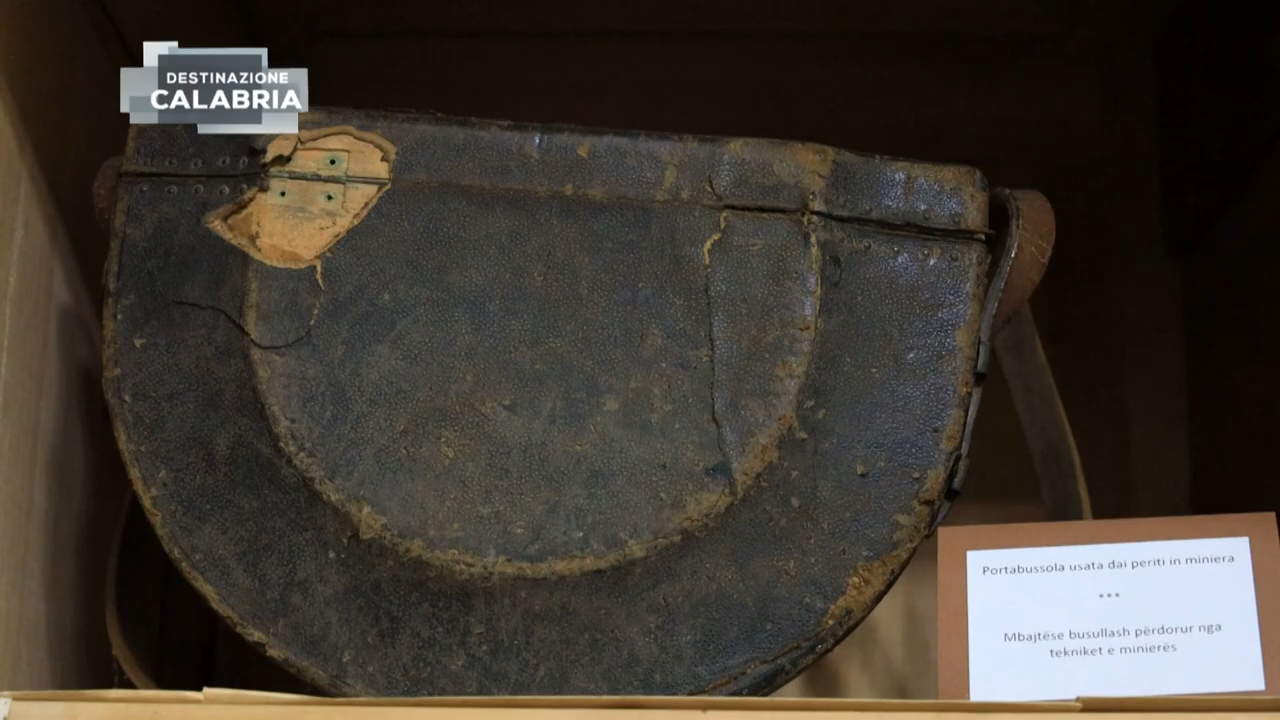 DESTINAZIONE
CALABRIA
Portabussola usata dai periti in miniera
***
Mbajtëse busullash përdorur nga
tekniket e minierës